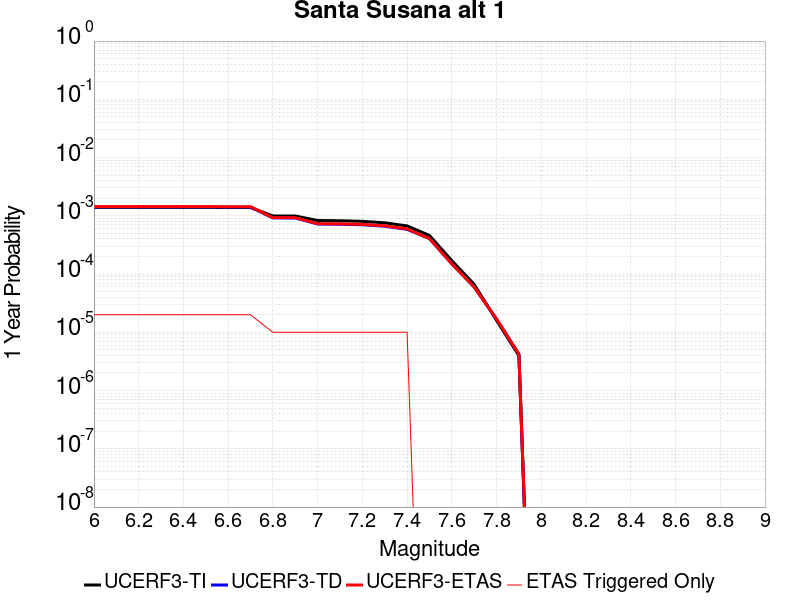 Santa Susana alt 1
10^0
10^-1
10^-2
10^-3
10^-4
10^-5
10^-6
10^-7
10^-8
1 Year Probability
6 6.2 6.4 6.6 6.8 7 7.2 7.4 7.6 7.8 8 8.2 8.4 8.6 8.8 9
Magnitude
UCERF3-TI UCERF3-TD UCERF3-ETAS ETAS Triggered Only